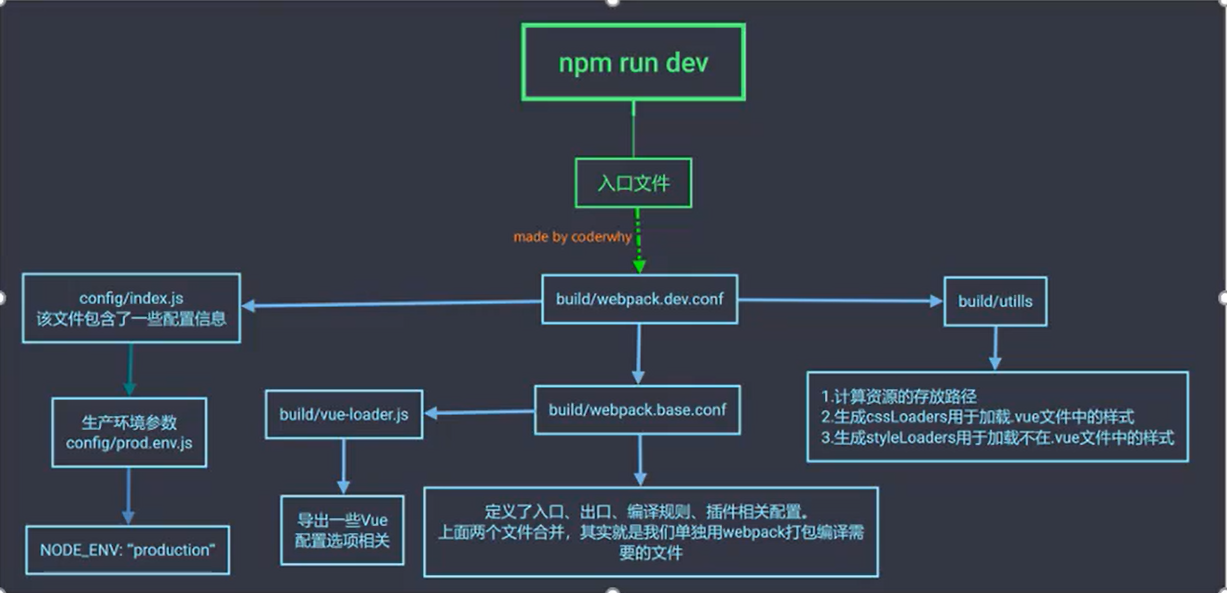 npm run dev
入口文件
made by coderwhy
config/index.js
该文件包含了一些配置信息
build/webpack.dev.conf
build/utills
生产环境参数
config/prod.env.js
build/vue-loader.js
build/webpack.base.conf
1.计算资源的存放路径
2.生成cssLoaders用于加载.vue文件中的样式
3.生成styleLoaders用于加载不在.vue文件中的样式
NODE_ENV: "production"
导出一些Vue
配置选项相关
定义了入口、出口、编译规则、插件相关配置。
上面两个文件合并，其实就是我们单独用webpack打包编译需
要的文件